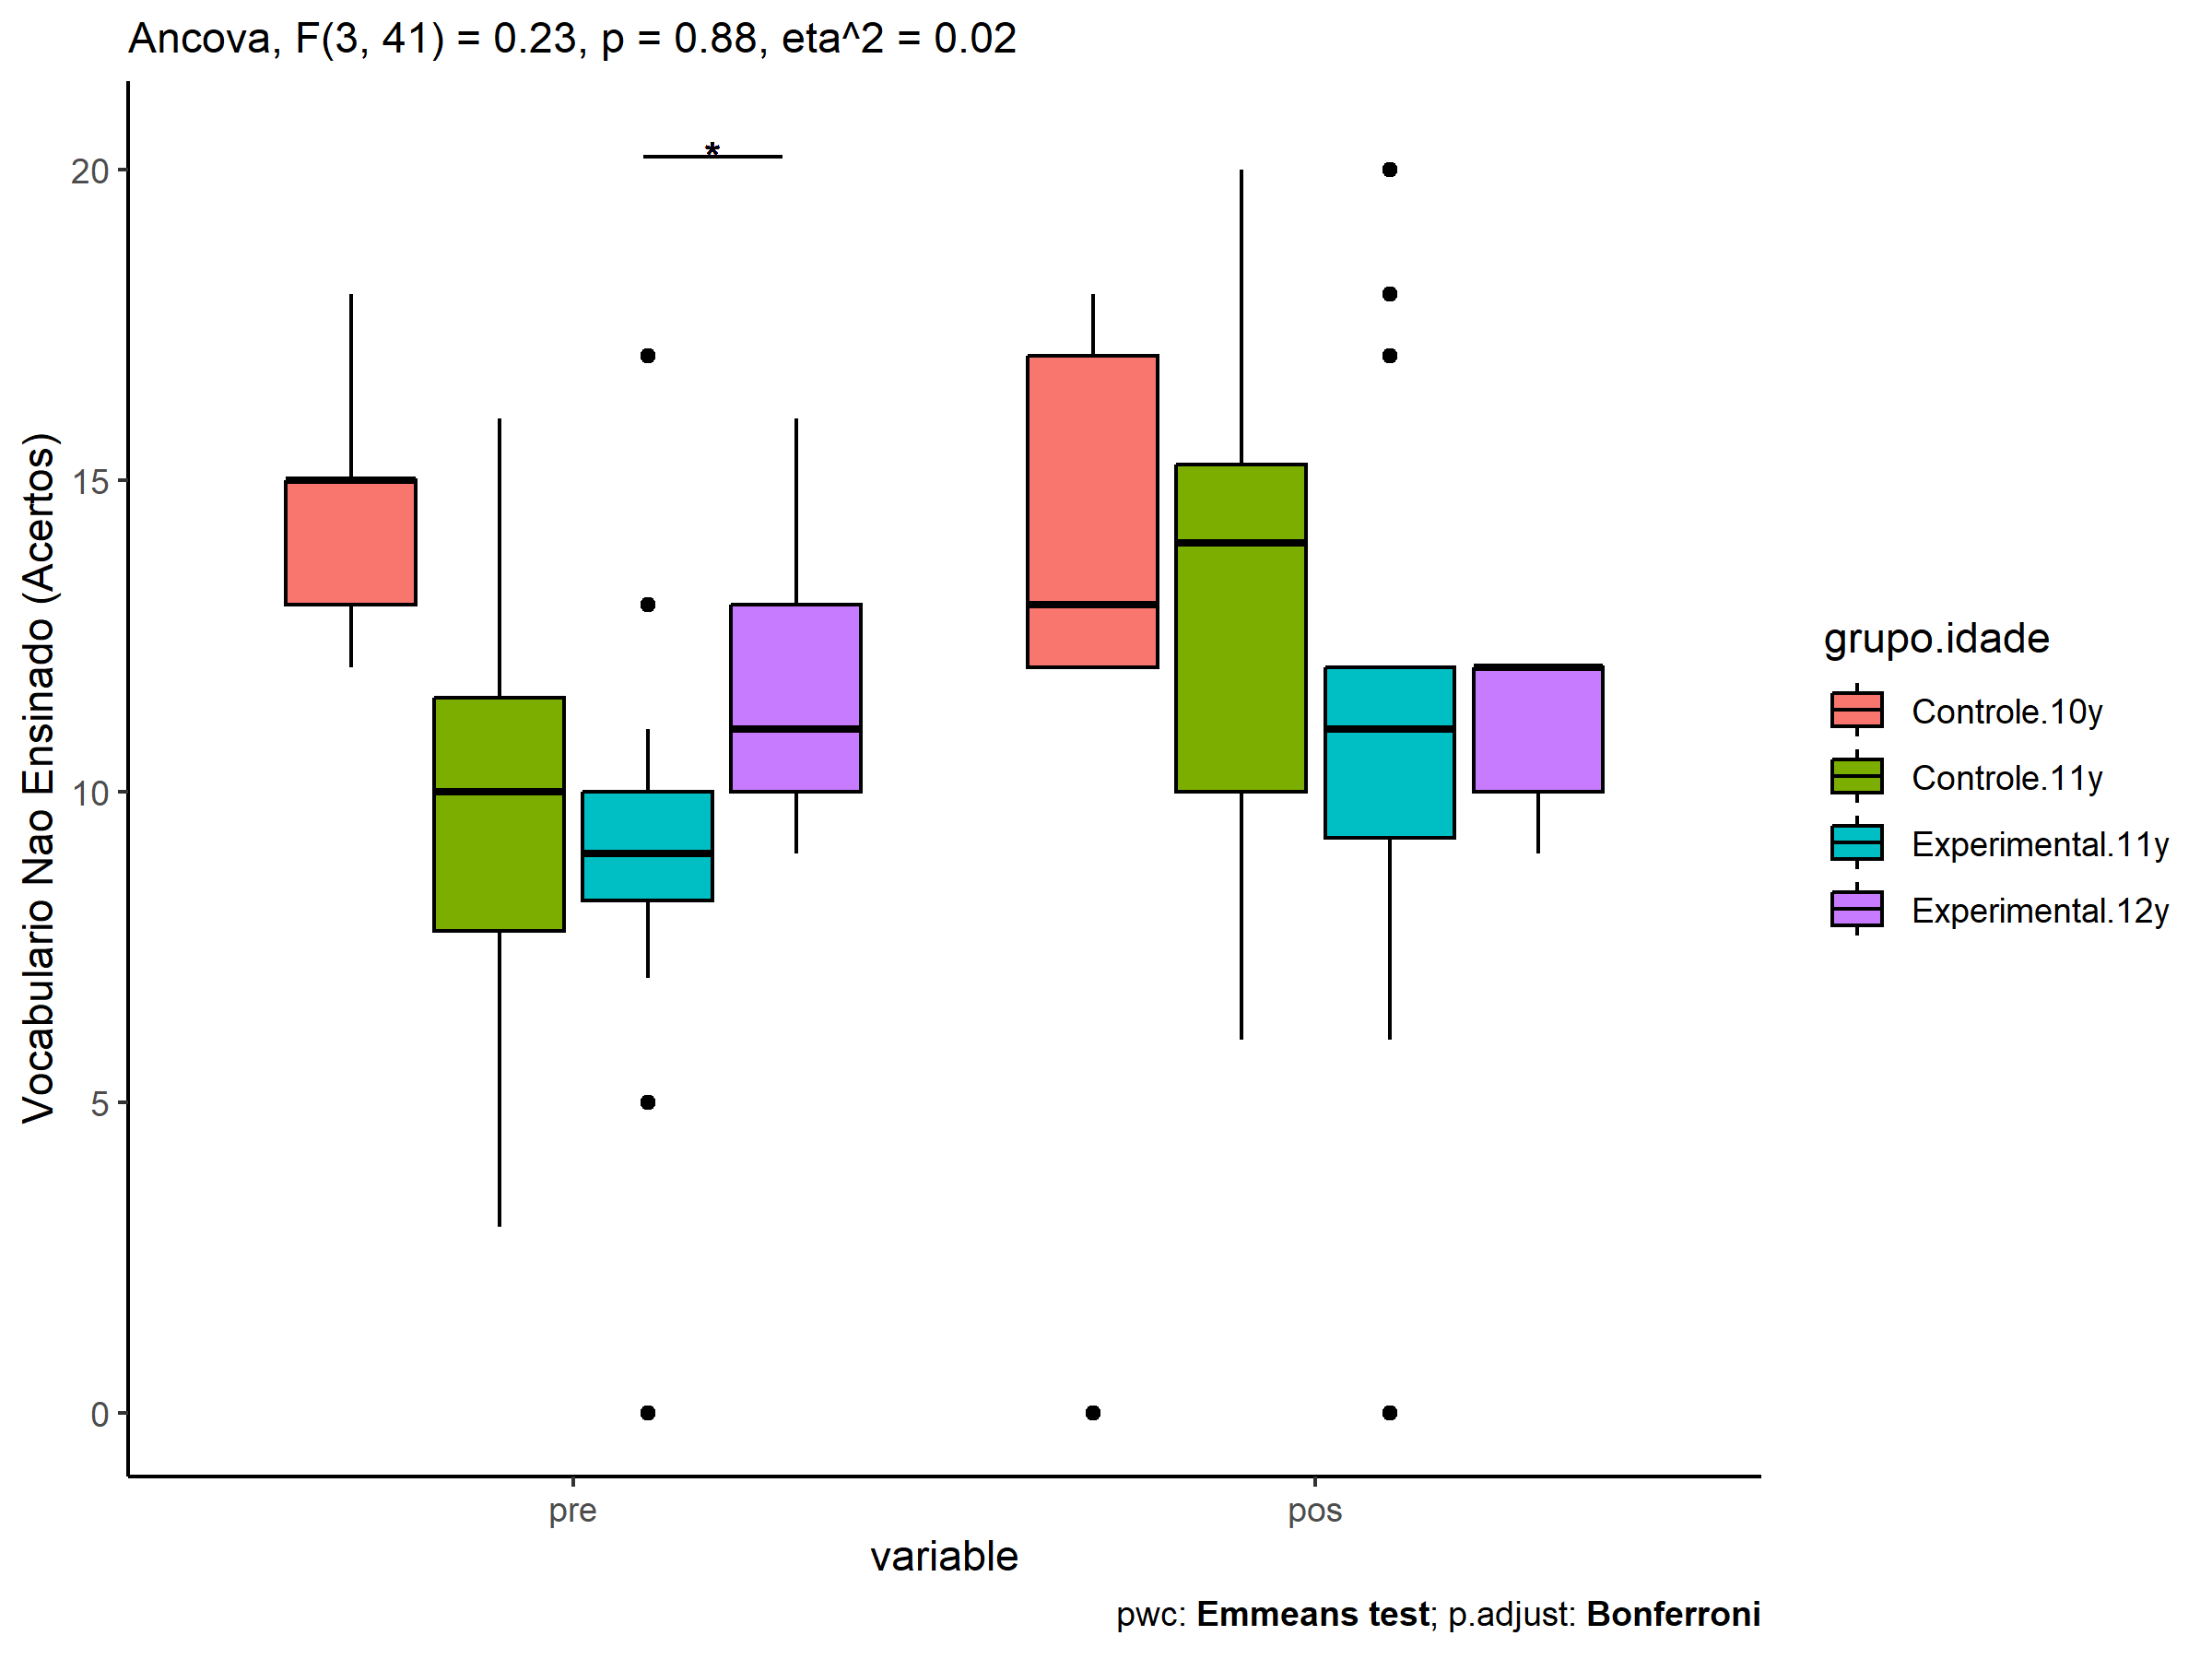 Ancova, F(3, 41) = 0.23, p = 0.88, eta^2 = 0.02
Vocabulario Nao Ensinado (Acertos)
20
15
10
5
0
*
pre
pos
variable
grupo.idade
Controle.10y
Controle.11y
Experimental.11y
Experimental.12y
pwc: Emmeans test; p.adjust: Bonferroni